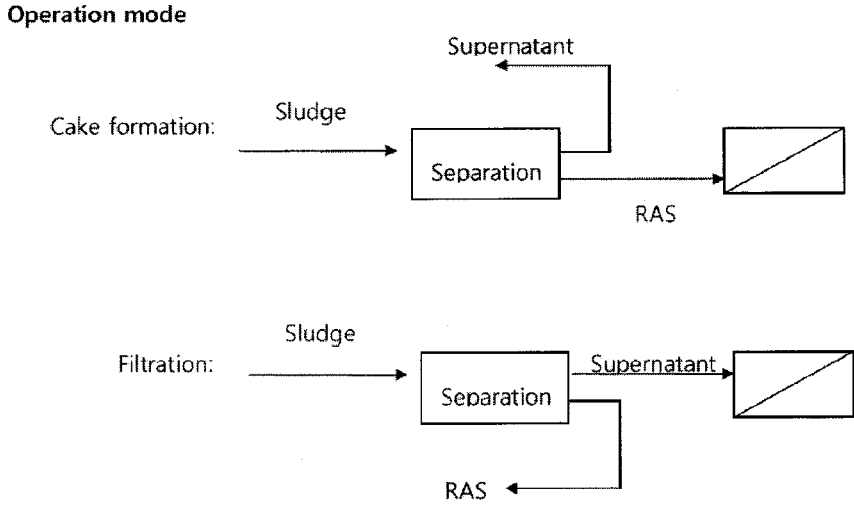 Operation mode
Supernatant
Sludge
Cake formation:
Separation
RAS
Sludge
Filtration:
Supernatant
Separation
RAS